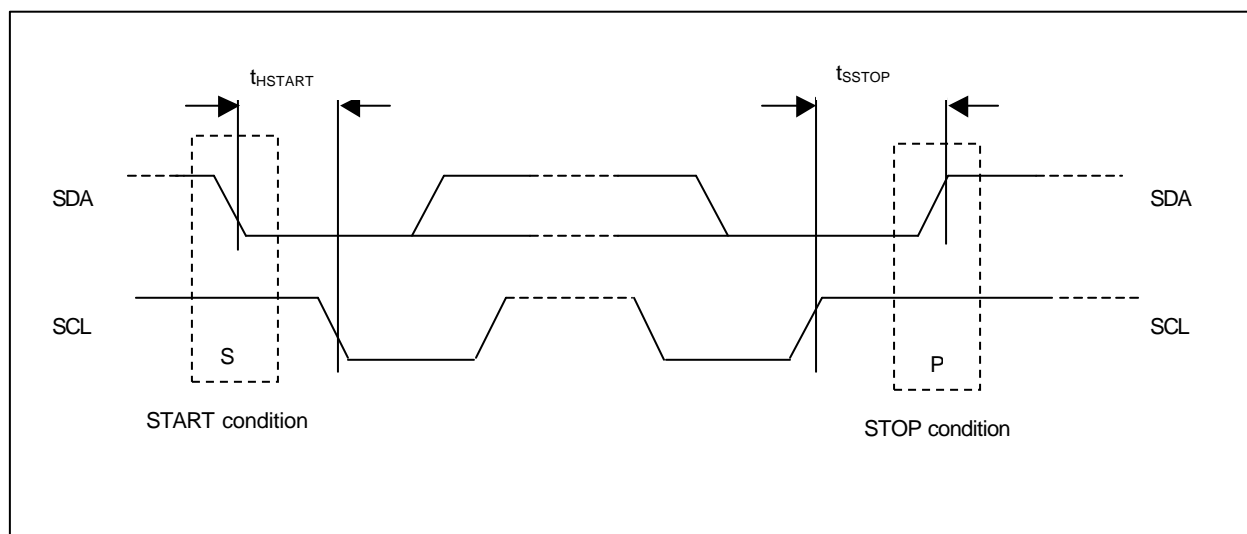 tHSTART
tSSTOP
SDA
SDA
SCL
SCL
S
P
START condition
STOP condition